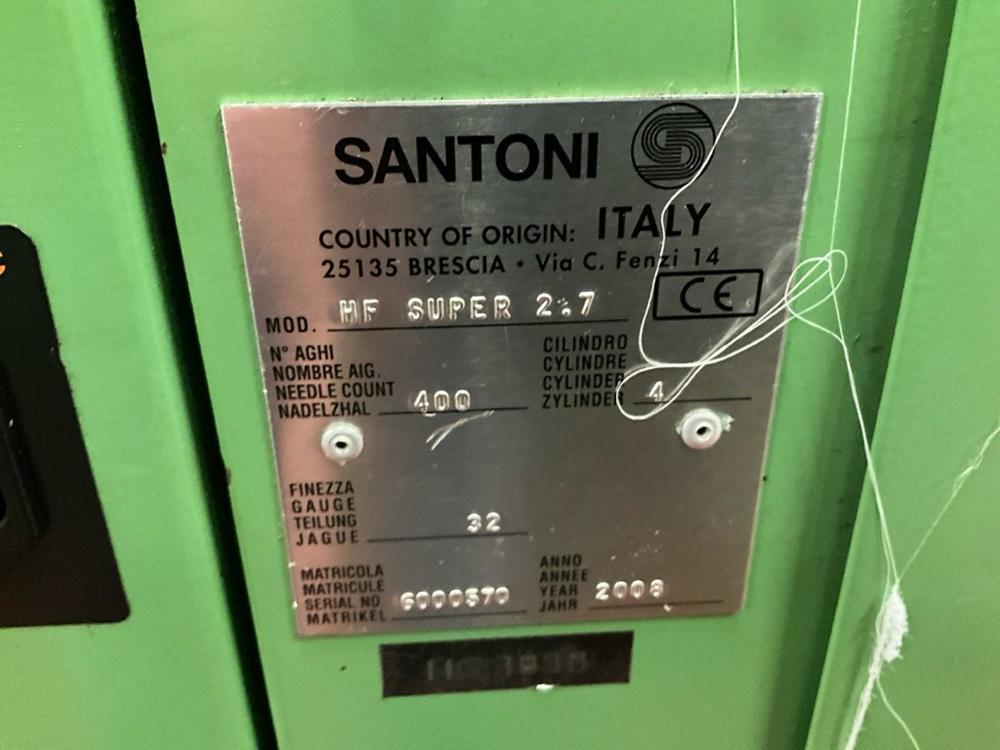 SANTONI
COUNTRY OF ORIGIN: ITALY
25135 BRESCIA • Via C. Fenzi 14
CE
MOD. HF SUPER 2.7
N° AGHI
NOMBRE AIG.
NEEDLE COUNT
NADELZHAL 400
CILINDRO
CYLINDRE
CYLINDER
ZYLINDER 4
FINEZZA
GAUGE
TEILUNG
JAGUE 32
MATRICOLA
MATRICULE
SERIAL NO. 6000570
MATRIKEL
ANNO
ANNEE
YEAR 2008
JAHR